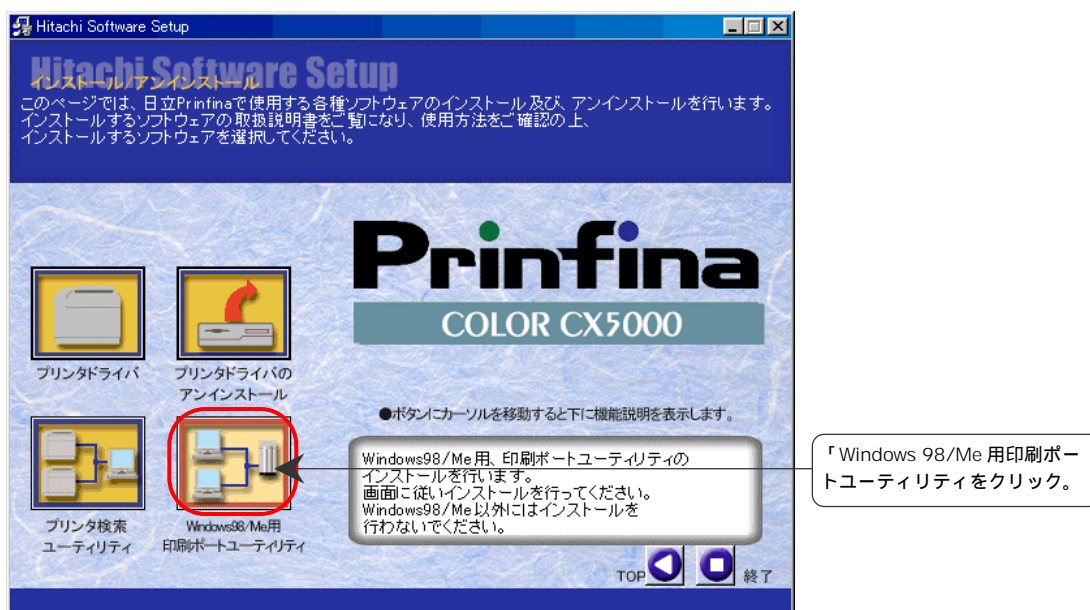 Hitachi Software Setup
Hitachi Software Setup
インストール/アンインストール
このページでは、日立Prinfinaで使用する各種ソフトウェアのインストール及び、アンインストールを行います。
インストールするソフトウェアの取扱説明書をご覧になり、使用方法をご確認の上、
インストールするソフトウェアを選択してください。
Prinfina
COLOR CX5000
プリンタドライバ
プリンタドライバの
アンインストール
●ボタンにカーソルを移動すると下に機能説明を表示します。
Windows98/Me用、印刷ポートユーティリティの
インストールを行います。
画面に従いインストールを行ってください。
Windows98/Me以外にはインストールを
行わないでください。
「Windows 98/Me 用印刷ポー
トユーティリティをクリック。
プリンタ検索
ユーティリティ
Windows98/Me用
印刷ポートユーティリティ
TOP
終了